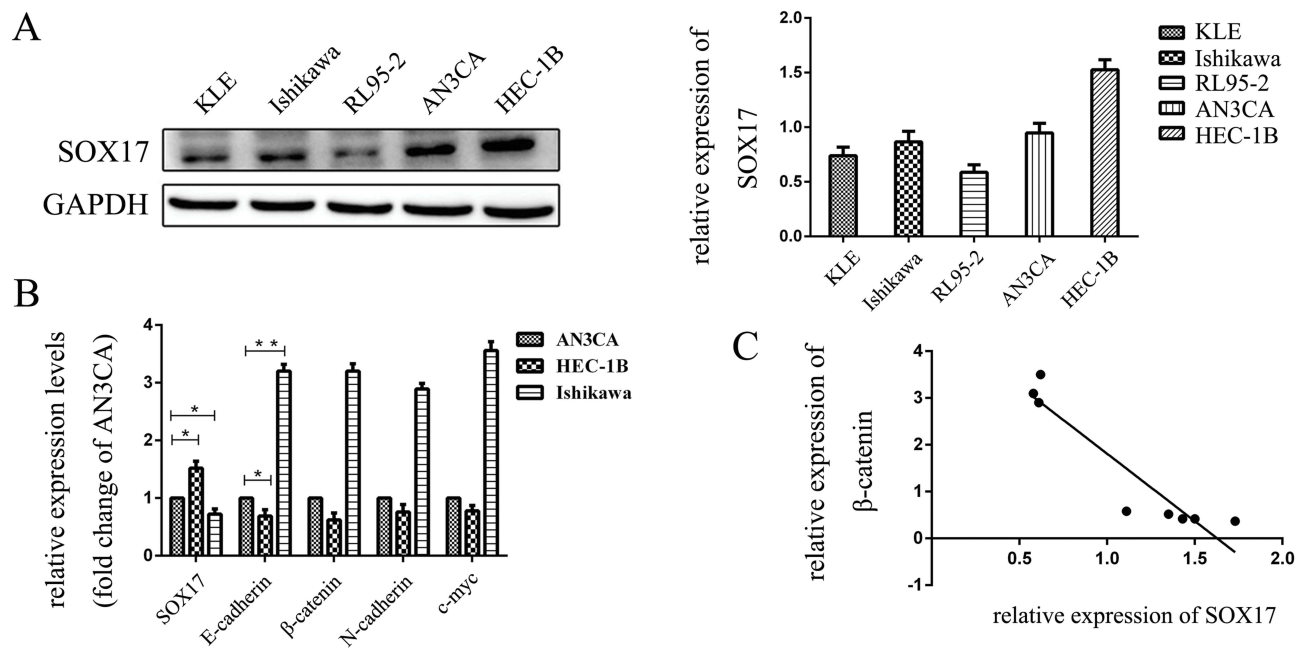 A
KLE
Ishikawa
RL95-2
AN3CA
HEC-1B
SOX17
GAPDH
relative expression of
SOX17
2.0
1.5
1.0
0.5
0.0
KLE
Ishikawa
RL95-2
AN3CA
HEC-1B
KLE
Ishikawa
RL95-2
AN3CA
HEC-1B
B
relative expression levels
(fold change of AN3CA)
4
3
2
1
0
*
*
*
* *
SOX17
E-cadherin
β-catenin
N-cadherin
c-myc
AN3CA
HEC-1B
Ishikawa
C
relative expression of
β-catenin
4
3
2
1
0
-1
0.5
1.0
1.5
2.0
relative expression of SOX17